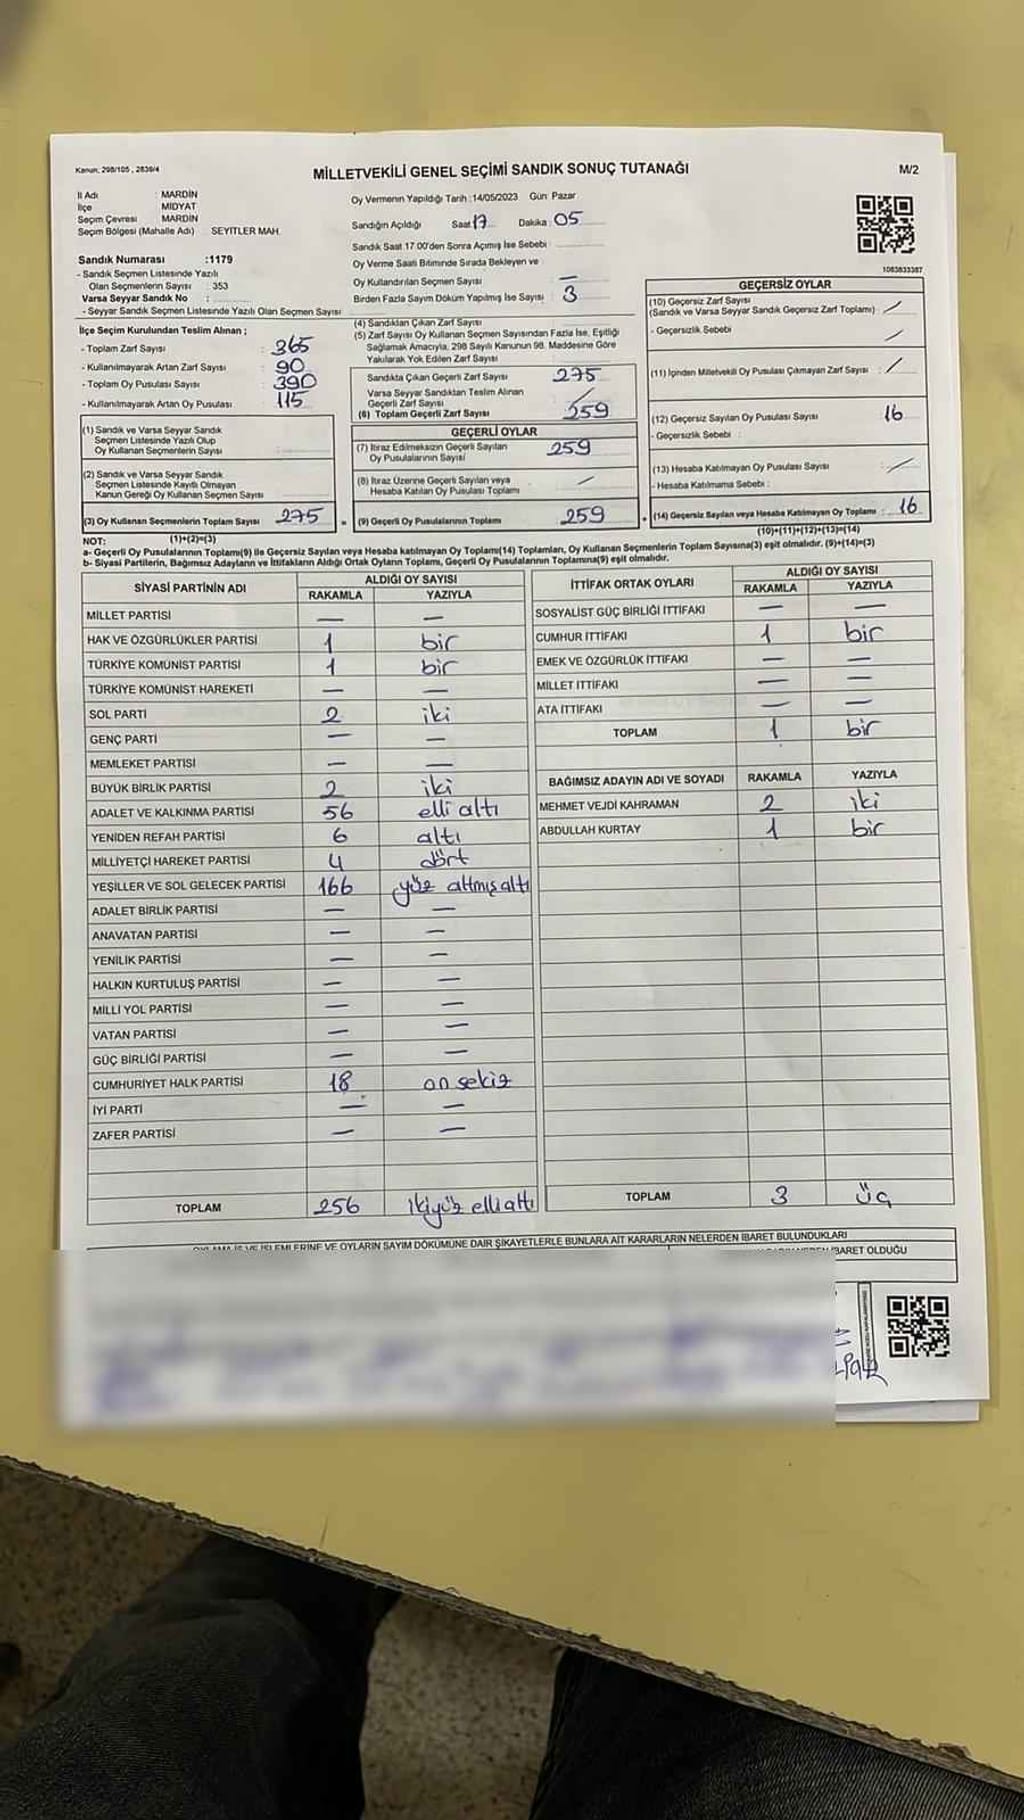 Kanun: 298/105 , 2839/4
MİLLETVEKİLİ GENEL SEÇİMİ SANDIK SONUÇ TUTANAĞI
M/2
İl Adı : MARDİN
İlçe MİDYAT
Seçim Çevresi : MARDİN
Seçim Bölgesi (Mahalle Adı) SEYİTLER MAH.
Oy Vermenin Yapıldığı Tarih :14/05/2023 Gün: Pazar
Sandığın Açıldığı Saat 17 Dakika 05
Sandık Saat 17:00'den Sonra Açılmış İse Sebebi
Oy Verme Saati Bitiminde Sırada Bekleyen ve
Oy Kullandırılan Seçmen Sayısı —
Birden Fazla Sayım Döküm Yapılmış İse Sayısı 3
1083833387
Sandık Numarası :1179
- Sandık Seçmen Listesinde Yazılı
Olan Seçmenlerin Sayısı : 353
Varsa Seyyar Sandık No :
- Seyyar Sandık Seçmen Listesinde Yazılı Olan Seçmen Sayısı
İlçe Seçim Kurulundan Teslim Alınan ;
- Toplam Zarf Sayısı : 365
- Kullanılmayarak Artan Zarf Sayısı : 90
- Toplam Oy Pusulası Sayısı : 390
- Kullanılmayarak Artan Oy Pusulası : 115
(1) Sandık ve Varsa Seyyar Sandık
Seçmen Listesinde Yazılı Olup
Oy Kullanan Seçmenlerin Sayısı
(2) Sandık ve Varsa Seyyar Sandık
Seçmen Listesinde Kayıtlı Olmayan
Kanun Gereği Oy Kullanan Seçmen Sayısı
(3) Oy Kullanan Seçmenlerin Toplam Sayısı 275
(1)+(2)=(3)
(4) Sandıktan Çıkan Zarf Sayısı
(5) Zarf Sayısı Oy Kullanan Seçmen Sayısından Fazla İse, Eşitliği
Sağlamak Amacıyla, 298 Sayılı Kanunun 98. Maddesine Göre
Yakılarak Yok Edilen Zarf Sayısı
Sandıkta Çıkan Geçerli Zarf Sayısı 275
Varsa Seyyar Sandıktan Teslim Alınan
Geçerli Zarf Sayısı
(6) Toplam Geçerli Zarf Sayısı 259
GEÇERLİ OYLAR
(7) İtiraz Edilmeksizin Geçerli Sayılan
Oy Pusulalarının Sayısı 259
(8) İtiraz Üzerine Geçerli Sayılan veya
Hesaba Katılan Oy Pusulası Toplamı
= (9) Geçerli Oy Pusulalarının Toplamı 259
GEÇERSİZ OYLAR
(10) Geçersiz Zarf Sayısı
(Sandık ve Varsa Seyyar Sandık Geçersiz Zarf Toplamı) :
- Geçersizlik Sebebi
(11) İçinden Milletvekili Oy Pusulası Çıkmayan Zarf Sayısı :
(12) Geçersiz Sayılan Oy Pusulası Sayısı 16
- Geçersizlik Sebebi :
(13) Hesaba Katılmayan Oy Pusulası Sayısı :
- Hesaba Katılmama Sebebi :
+ (14) Geçersiz Sayılan veya Hesaba Katılmayan Oy Toplamı : 16
(10)+(11)+(12)+(13)=(14)
NOT:
a- Geçerli Oy Pusulalarının Toplamı(9) ile Geçersiz Sayılan veya Hesaba katılmayan Oy Toplamı(14) Toplamları, Oy Kullanan Seçmenlerin Toplam Sayısına(3) eşit olmalıdır. (9)+(14)=(3)
b- Siyasi Partilerin, Bağımsız Adayların ve İttifakların Aldığı Ortak Oyların Toplamı, Geçerli Oy Pusulalarının Toplamına(9) eşit olmalıdır.
SİYASİ PARTİNİN ADI ALDIĞI OY SAYISI
RAKAMLA YAZIYLA
MİLLET PARTİSİ — —
HAK VE ÖZGÜRLÜKLER PARTİSİ 1 bir
TÜRKİYE KOMÜNİST PARTİSİ 1 bir
TÜRKİYE KOMÜNİST HAREKETİ — —
SOL PARTİ 2 iki
GENÇ PARTİ — —
MEMLEKET PARTİSİ — —
BÜYÜK BİRLİK PARTİSİ 2 iki
ADALET VE KALKINMA PARTİSİ 56 elli altı
YENİDEN REFAH PARTİSİ 6 altı
MİLLİYETÇİ HAREKET PARTİSİ 4 dört
YEŞİLLER VE SOL GELECEK PARTİSİ 166 yüz altmış altı
ADALET BİRLİK PARTİSİ — —
ANAVATAN PARTİSİ — —
YENİLİK PARTİSİ — —
HALKIN KURTULUŞ PARTİSİ — —
MİLLİ YOL PARTİSİ — —
VATAN PARTİSİ — —
GÜÇ BİRLİĞİ PARTİSİ — —
CUMHURİYET HALK PARTİSİ 18 on sekiz
İYİ PARTİ — —
ZAFER PARTİSİ — —
TOPLAM 256 ikiyüz elli altı
İTTİFAK ORTAK OYLARI ALDIĞI OY SAYISI
RAKAMLA YAZIYLA
SOSYALİST GÜÇ BİRLİĞİ İTTİFAKI — —
CUMHUR İTTİFAKI 1 bir
EMEK VE ÖZGÜRLÜK İTTİFAKI — —
MİLLET İTTİFAKI — —
ATA İTTİFAKI — —
TOPLAM 1 bir
BAĞIMSIZ ADAYIN ADI VE SOYADI RAKAMLA YAZIYLA
MEHMET VEJDİ KAHRAMAN 2 iki
ABDULLAH KURTAY 1 bir
TOPLAM 3 üç
OYLAMA İŞ VE İŞLEMLERİNE VE OYLARIN SAYIM DÖKÜMÜNE DAİR ŞİKAYETLERLE BUNLARA AİT KARARLARIN NELERDEN İBARET BULUNDUKLARI
İBARET OLDUĞU